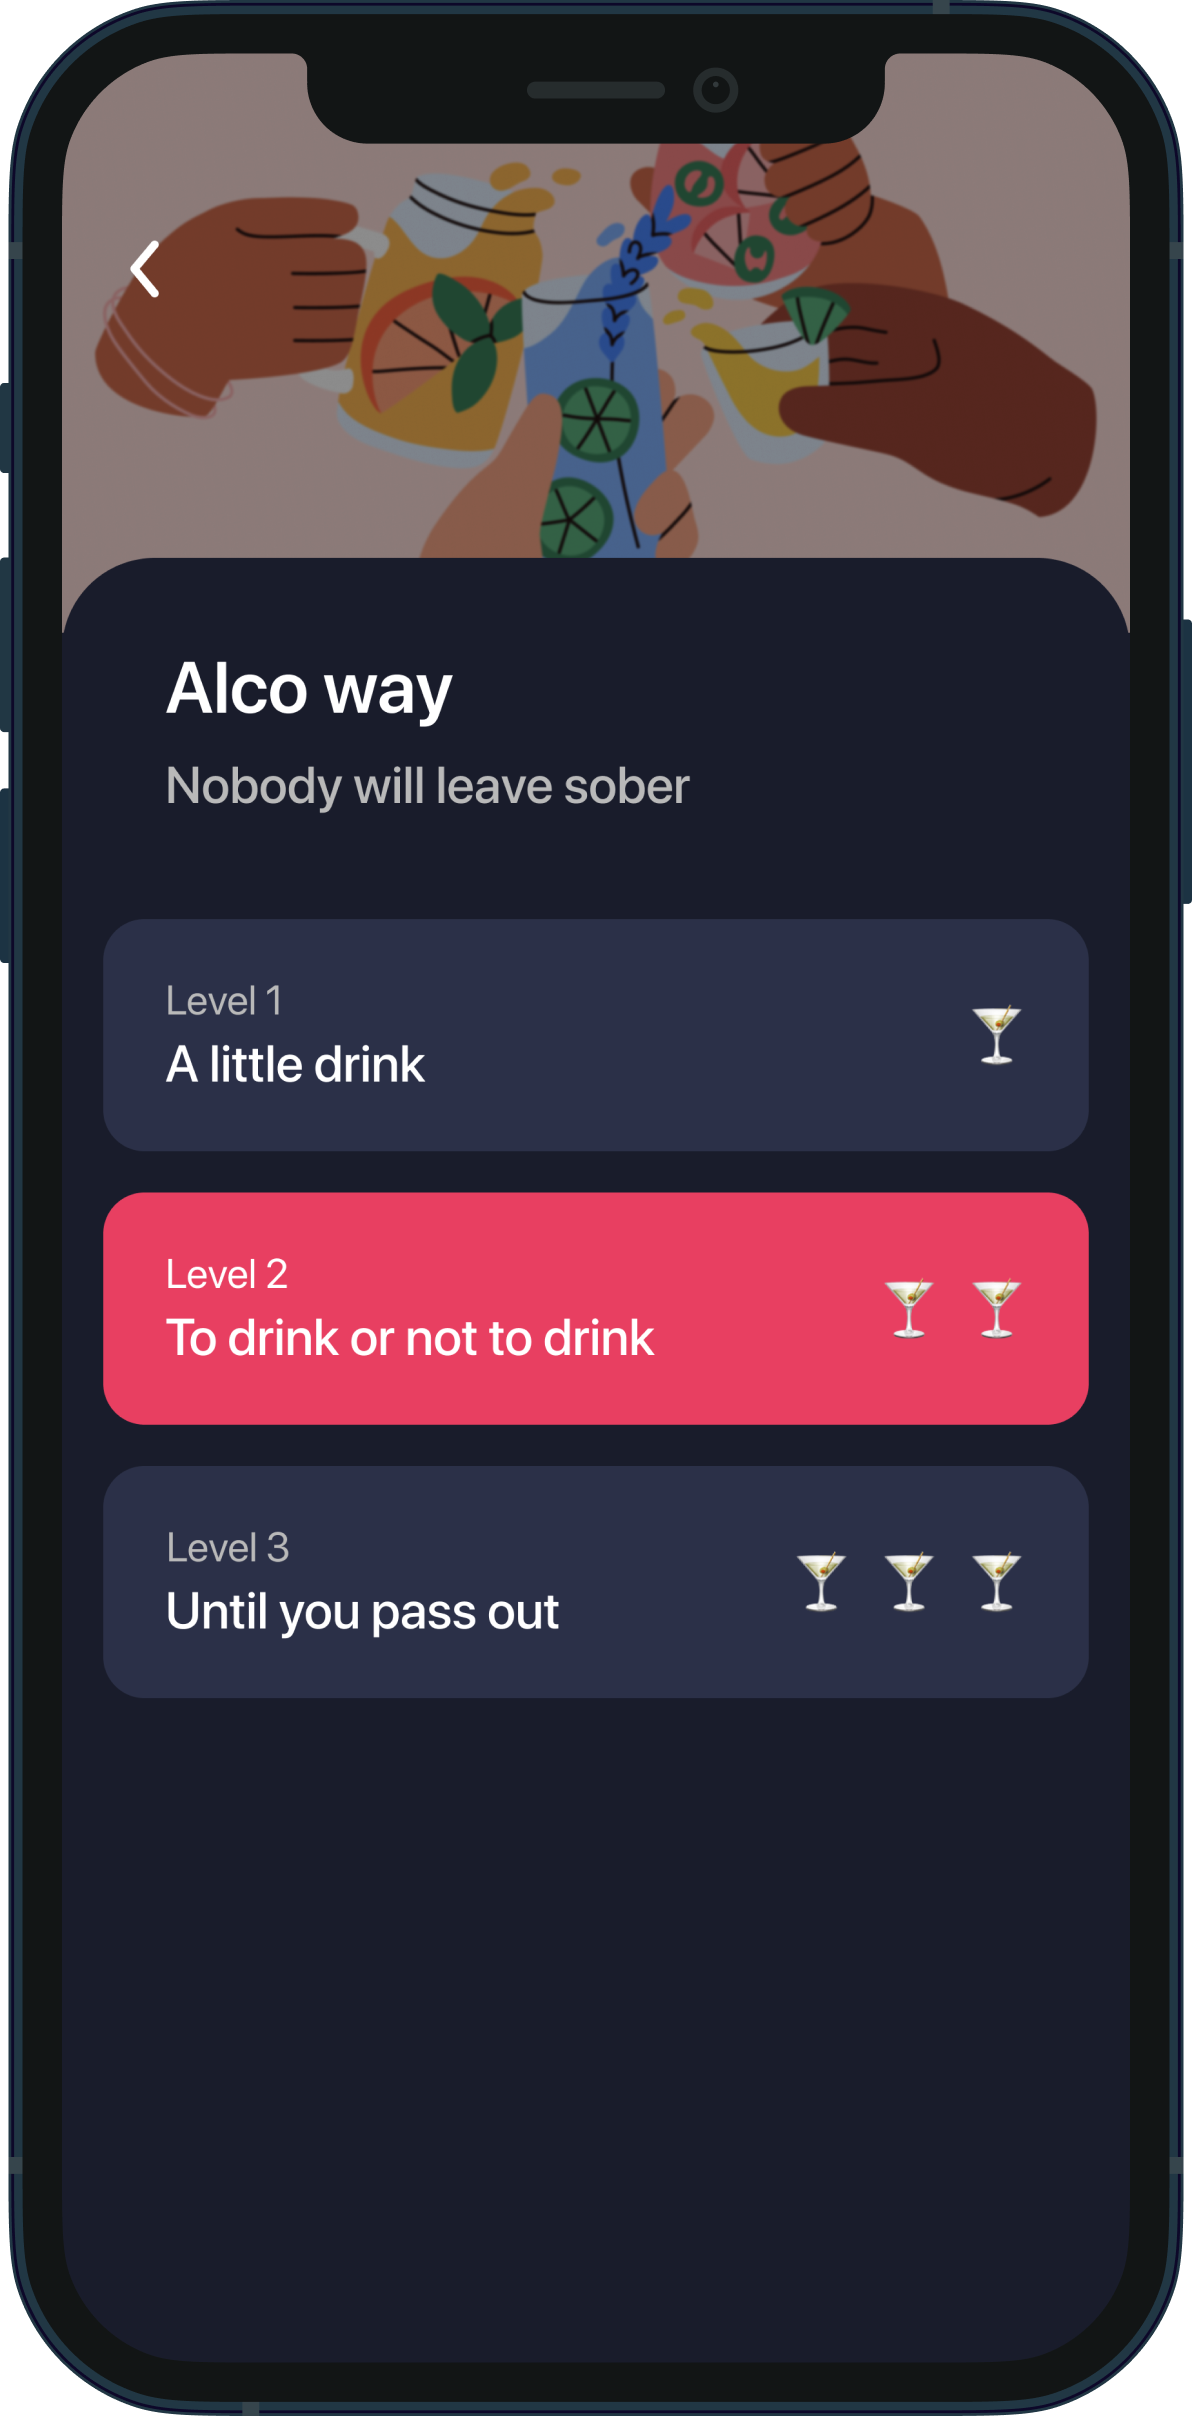 Alco way
Nobody will leave sober
Level 1
A little drink
Level 2
To drink or not to drink
Level 3
Until you pass out